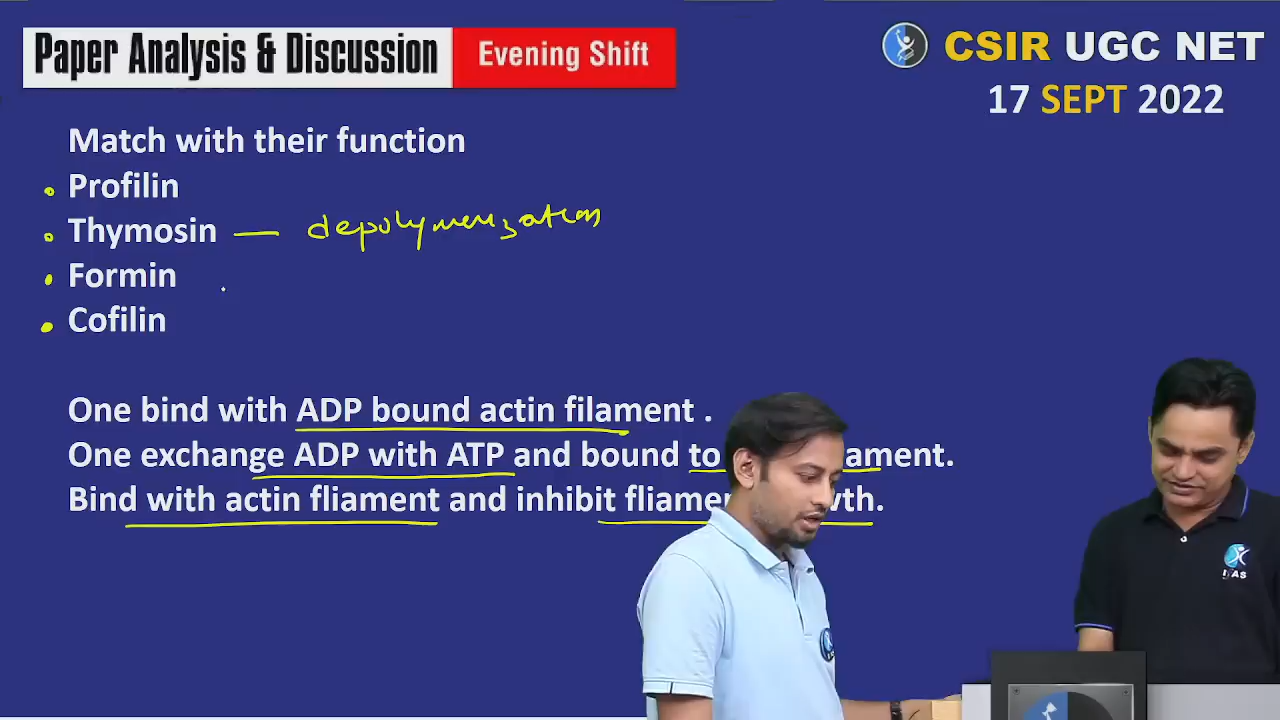 Paper Analysis & Discussion Evening Shift
CSIR UGC NET
17 SEPT 2022
Match with their function
Profilin
Thymosin — depolymerization
Formin
Cofilin
One bind with ADP bound actin filament .
One exchange ADP with ATP and bound to ament.
Bind with actin fliament and inhibit fliame wth.